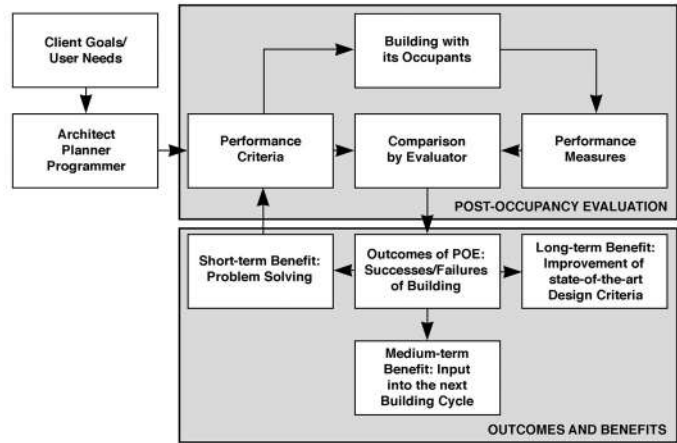 Client Goals/
User Needs
Architect
Planner
Programmer
Building with
its Occupants
Performance
Criteria
Comparison
by Evaluator
Performance
Measures
POST-OCCUPANCY EVALUATION
Short-term Benefit:
Problem Solving
Outcomes of POE:
Successes/Failures
of Building
Long-term Benefit:
Improvement of
state-of-the-art
Design Criteria
Medium-term
Benefit: Input
into the next
Building Cycle
OUTCOMES AND BENEFITS